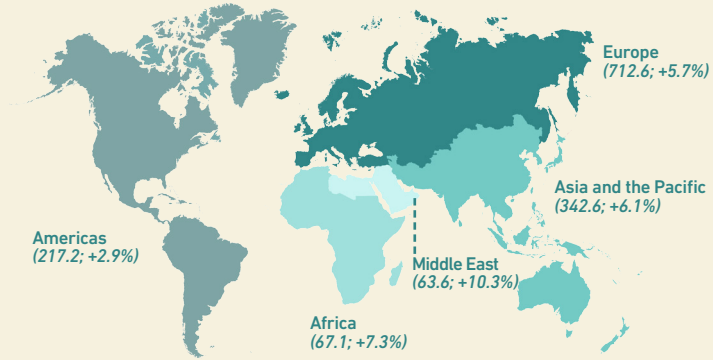 Europe
(712.6; +5.7%)
Asia and the Pacific
(342.6; +6.1%)
Americas
(217.2; +2.9%)
Middle East
(63.6; +10.3%)
Africa
(67.1; +7.3%)